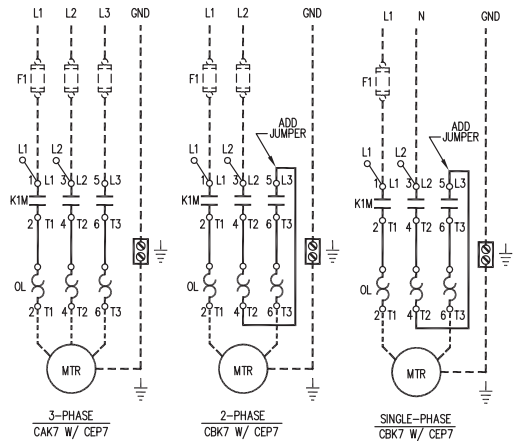 L1 L2 L3 GND
F1
L1 L2
1 L1 3 L2 5 L3
K1M
2 T1 4 T2 6 T3
OL
2 T1 4 T2 6 T3
MTR
3-PHASE
CAK7 W/ CEP7
L1 L2 GND
F1
ADD
JUMPER
L1 L2
1 L1 3 L2 5 L3
K1M
2 T1 4 T2 6 T3
OL
2 T1 4 T2 6 T3
MTR
2-PHASE
CBK7 W/ CEP7
L1 N GND
F1
ADD
JUMPER
L1 L2
1 L1 3 L2 5 L3
K1M
2 T1 4 T2 6 T3
OL
2 T1 4 T2 6 T3
MTR
SINGLE-PHASE
CBK7 W/ CEP7